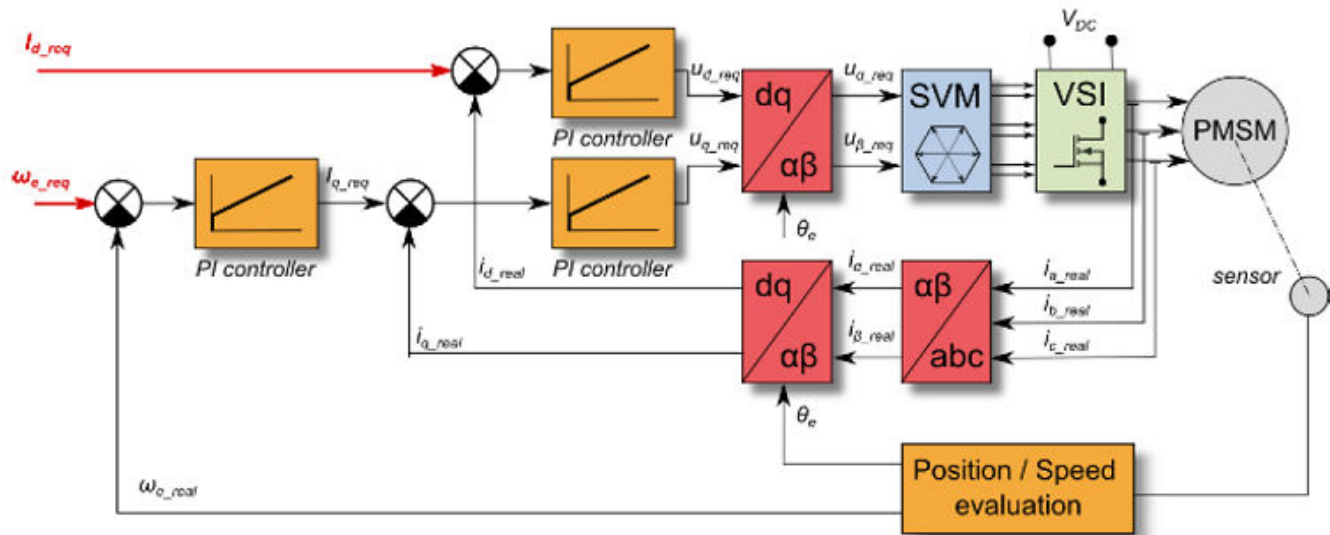 I_d_req
ω_e_req
PI controller
I_q_req
PI controller
PI controller
u_d_req
u_q_req
dq
αβ
θ_e
u_α_req
u_β_req
SVM
V_DC
VSI
PMSM
sensor
i_d_real
i_q_real
dq
αβ
θ_e
i_α_real
i_β_real
αβ
abc
i_a_real
i_b_real
i_c_real
ω_e_real
Position / Speed
evaluation